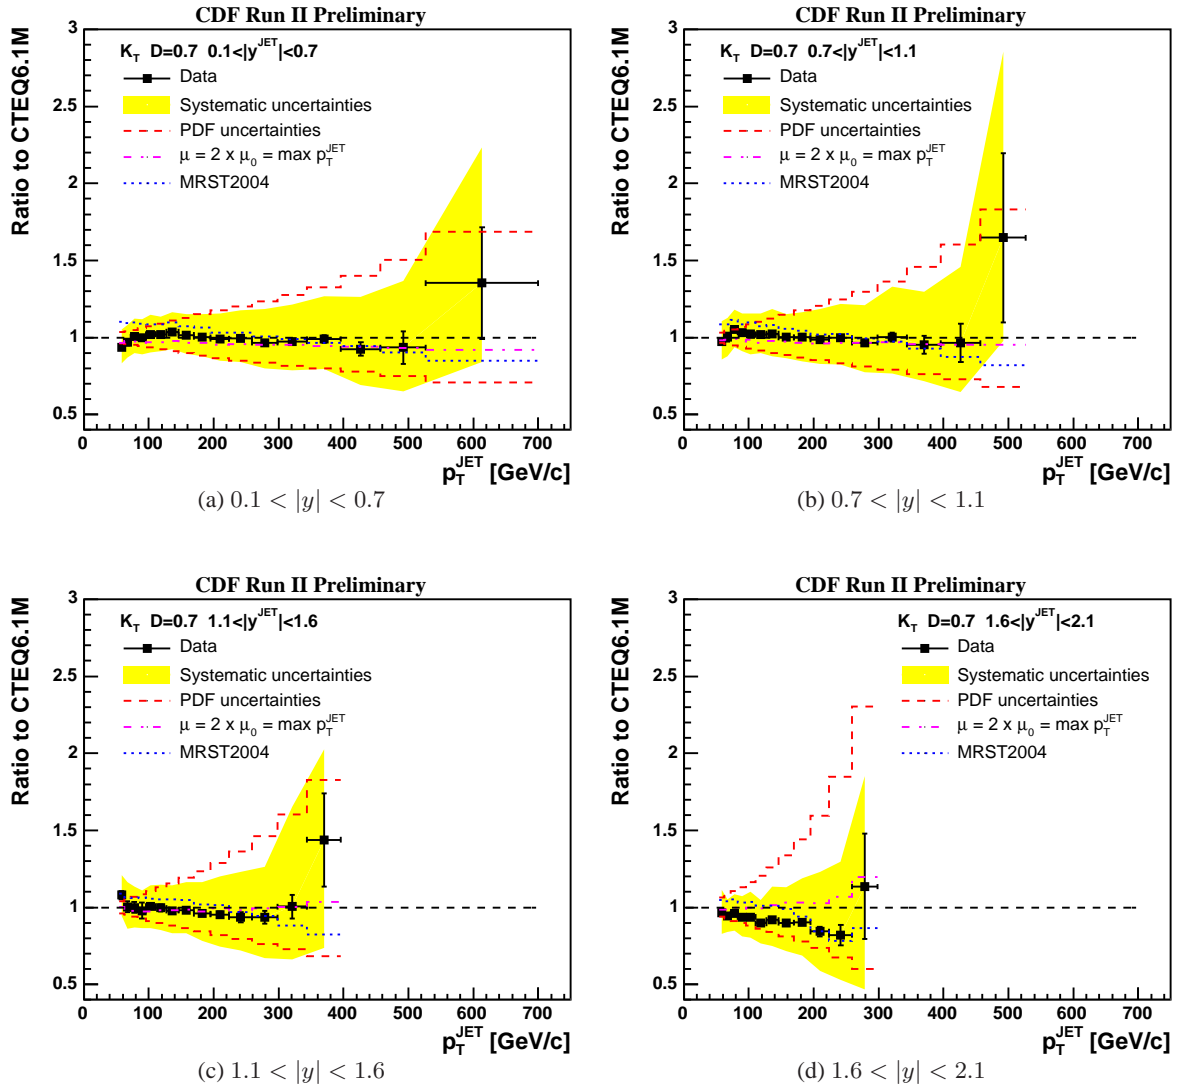 CDF Run II Preliminary
Ratio to CTEQ6.1M
K_T D=0.7 0.1<|y^JET|<0.7
Data
Systematic uncertainties
PDF uncertainties
μ = 2 x μ_0 = max p_T^JET
MRST2004
3
2.5
2
1.5
1
0.5
0 100 200 300 400 500 600 700
p_T^JET [GeV/c]
(a) 0.1 < |y| < 0.7
CDF Run II Preliminary
Ratio to CTEQ6.1M
K_T D=0.7 0.7<|y^JET|<1.1
Data
Systematic uncertainties
PDF uncertainties
μ = 2 x μ_0 = max p_T^JET
MRST2004
3
2.5
2
1.5
1
0.5
0 100 200 300 400 500 600 700
p_T^JET [GeV/c]
(b) 0.7 < |y| < 1.1
CDF Run II Preliminary
Ratio to CTEQ6.1M
K_T D=0.7 1.1<|y^JET|<1.6
Data
Systematic uncertainties
PDF uncertainties
μ = 2 x μ_0 = max p_T^JET
MRST2004
3
2.5
2
1.5
1
0.5
0 100 200 300 400 500 600 700
p_T^JET [GeV/c]
(c) 1.1 < |y| < 1.6
CDF Run II Preliminary
Ratio to CTEQ6.1M
K_T D=0.7 1.6<|y^JET|<2.1
Data
Systematic uncertainties
PDF uncertainties
μ = 2 x μ_0 = max p_T^JET
MRST2004
3
2.5
2
1.5
1
0.5
0 100 200 300 400 500 600 700
p_T^JET [GeV/c]
(d) 1.6 < |y| < 2.1